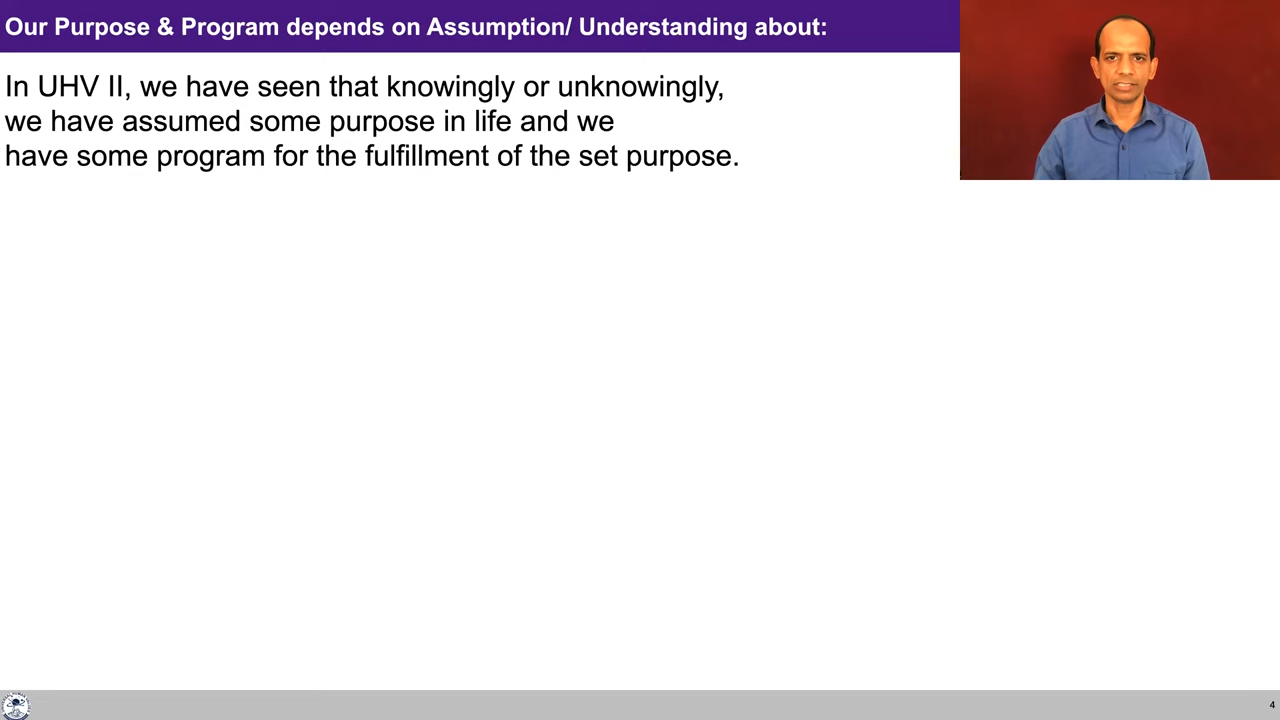 Our Purpose & Program depends on Assumption/ Understanding about:
In UHV II, we have seen that knowingly or unknowingly,
we have assumed some purpose in life and we
have some program for the fulfillment of the set purpose.
4